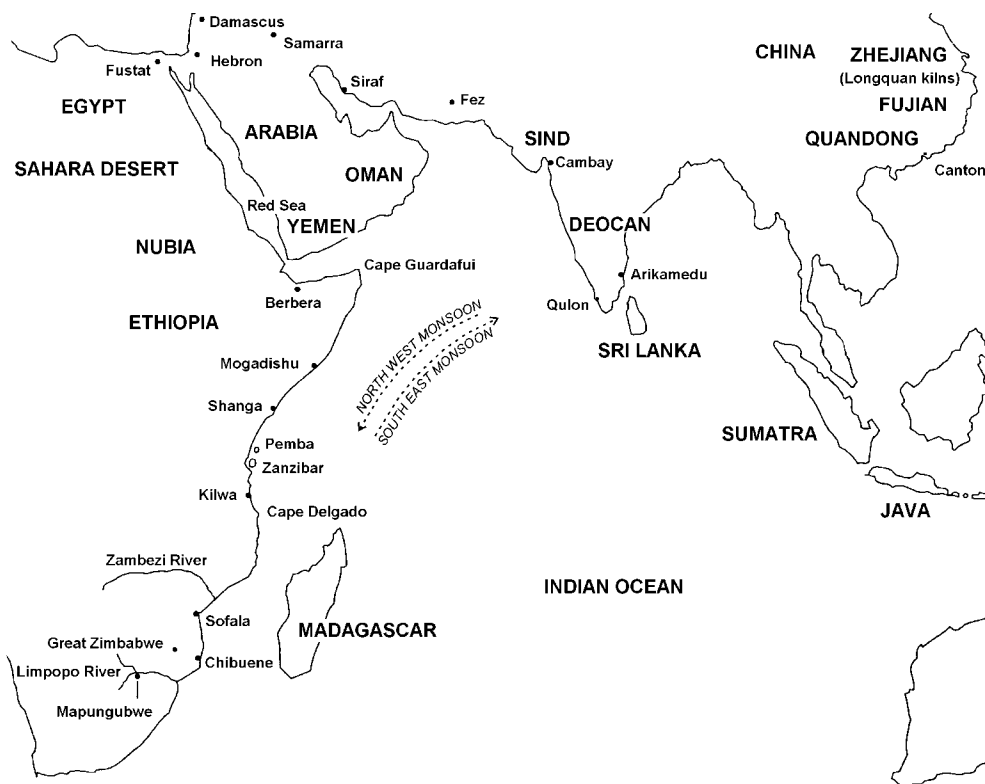 Damascus
Samarra
Hebron
Fustat
Siraf
Fez
EGYPT
ARABIA
SAHARA DESERT
OMAN
Red Sea
YEMEN
NUBIA
Cape Guardafui
Berbera
ETHIOPIA
Mogadishu
Shanga
Pemba
Zanzibar
Kilwa
Cape Delgado
Zambezi River
Sofala
Great Zimbabwe
Chibuene
Limpopo River
Mapungubwe
MADAGASCAR
NORTH WEST MONSOON
SOUTH EAST MONSOON
INDIAN OCEAN
SIND
Cambay
DEOCAN
Arikamedu
Qulon
SRI LANKA
CHINA
ZHEJIANG
(Longquan kilns)
FUJIAN
QUANDONG
Canton
SUMATRA
JAVA